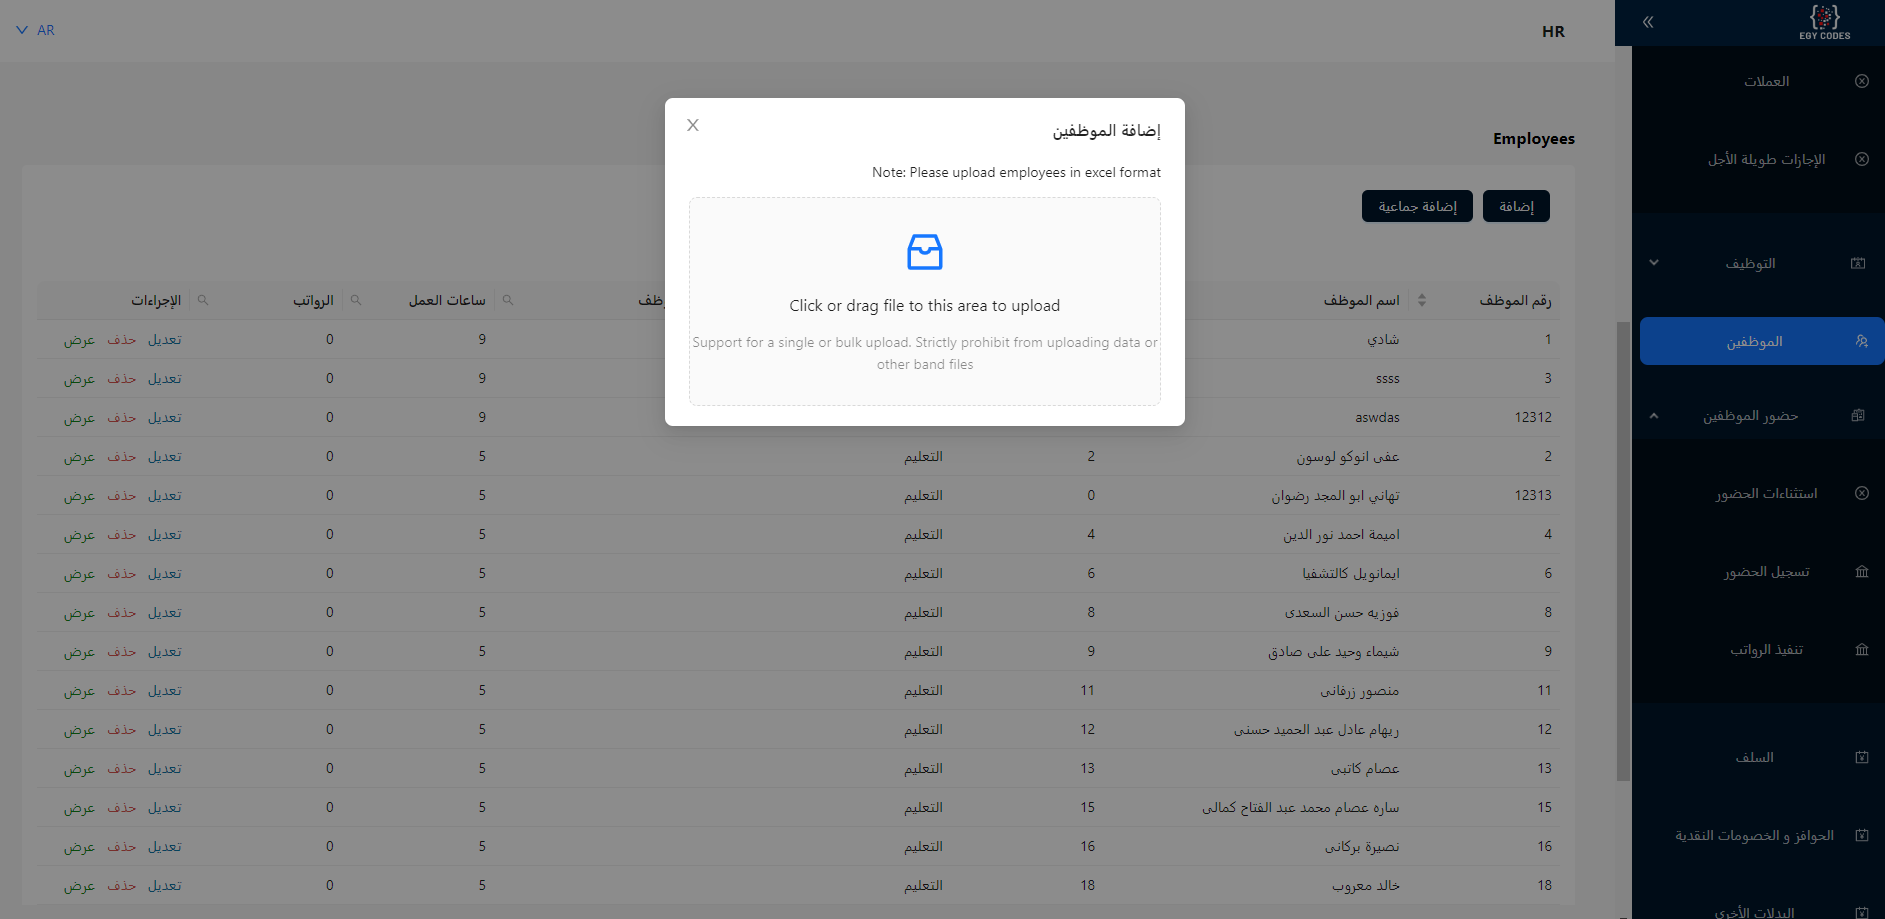 EGY CODES
HR
AR
العملات
الإجازات طويلة الأجل
التوظيف
الموظفين
حضور الموظفين
استثناءات الحضور
تسجيل الحضور
تنفيذ الرواتب
السلف
الحوافز و الخصومات النقدية
البدلات الأخرى
Employees
إضافة
إضافة جماعية
إضافة الموظفين
X
Note: Please upload employees in excel format
Click or drag file to this area to upload
Support for a single or bulk upload. Strictly prohibit from uploading data or
other band files
رقم الموظف اسم الموظف ساعات العمل الرواتب الإجراءات
1 شادي 9 0 تعديل حذف عرض
3 ssss 9 0 تعديل حذف عرض
12312 aswdas 9 0 تعديل حذف عرض
2 عفى انوكو لوسون 2 التعليم 5 0 تعديل حذف عرض
12313 تهاني ابو المجد رضوان 0 التعليم 5 0 تعديل حذف عرض
4 اميمة احمد نور الدين 4 التعليم 5 0 تعديل حذف عرض
6 ايمانويل كالتشفيا 6 التعليم 5 0 تعديل حذف عرض
8 فوزيه حسن السعدى 8 التعليم 5 0 تعديل حذف عرض
9 شيماء وحيد على صادق 9 التعليم 5 0 تعديل حذف عرض
11 منصور زرفانى 11 التعليم 5 0 تعديل حذف عرض
12 ريهام عادل عبد الحميد حسنى 12 التعليم 5 0 تعديل حذف عرض
13 عصام كاتبى 13 التعليم 5 0 تعديل حذف عرض
15 ساره عصام محمد عبد الفتاح كمالى 15 التعليم 5 0 تعديل حذف عرض
16 نصيرة بركانى 16 التعليم 5 0 تعديل حذف عرض
18 خالد معروب 18 التعليم 5 0 تعديل حذف عرض